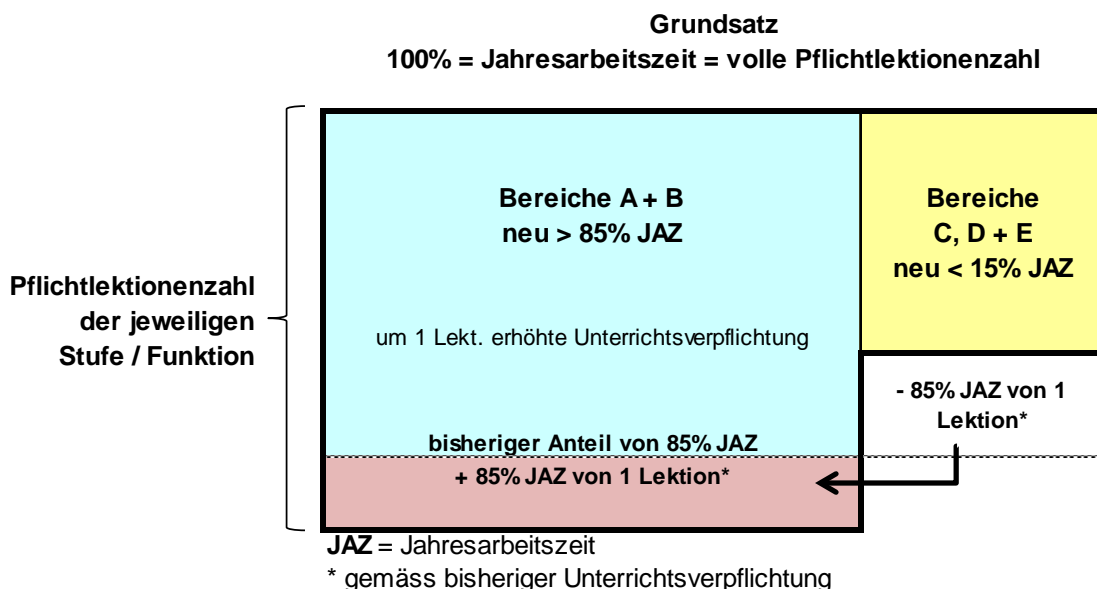 Grundsatz
100% = Jahresarbeitszeit = volle Pflichtlektionenzahl
Pflichtlektionenzahl
der jeweiligen
Stufe / Funktion
Bereiche A + B
neu > 85% JAZ
um 1 Lekt. erhöhte Unterrichtsverpflichtung
bisheriger Anteil von 85% JAZ
+ 85% JAZ von 1 Lektion*
Bereiche
C, D + E
neu < 15% JAZ
- 85% JAZ von 1
Lektion*
JAZ = Jahresarbeitszeit
* gemäss bisheriger Unterrichtsverpflichtung